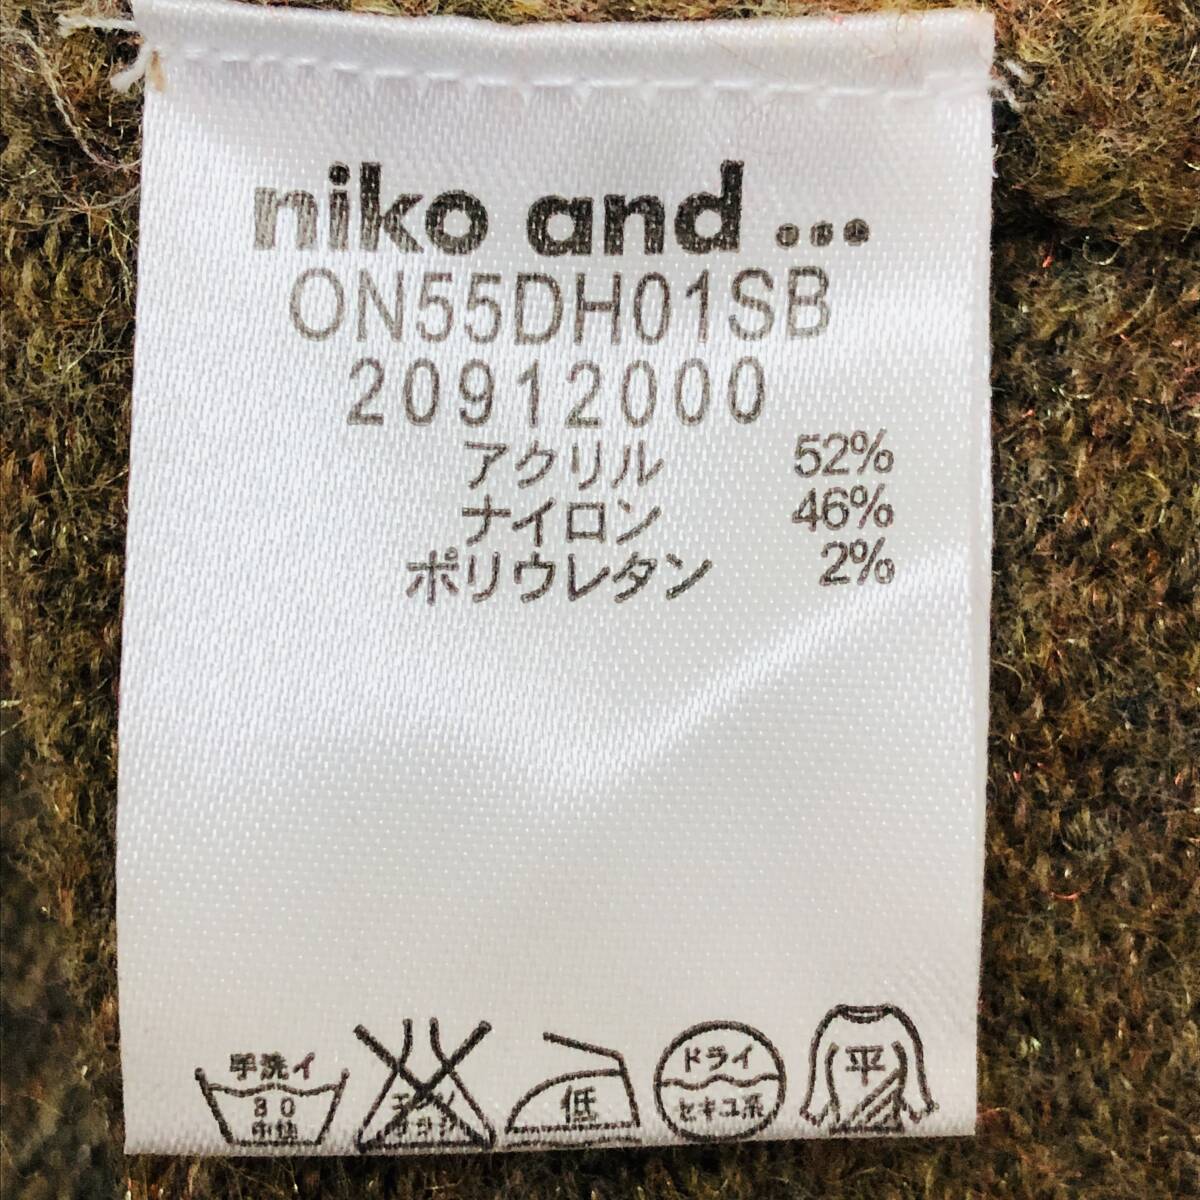 niko and ...
ON55DH01SB
20912000
アクリル 52%
ナイロン 46%
ポリウレタン 2%
手洗イ
30
中性
低
ドライ
セキユ系
平